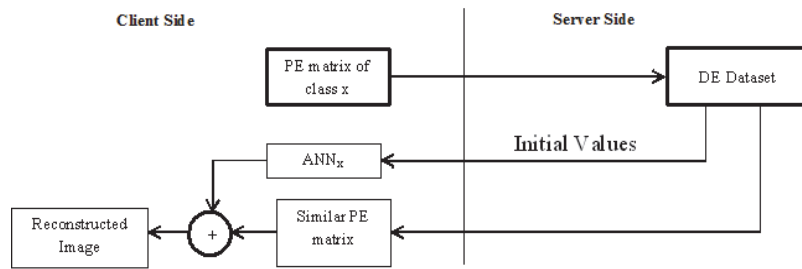 Client Side
Server Side
PE matrix of
class x
DE Dataset
Initial Values
ANNx
Similar PE
matrix
Reconstructed
Image
+